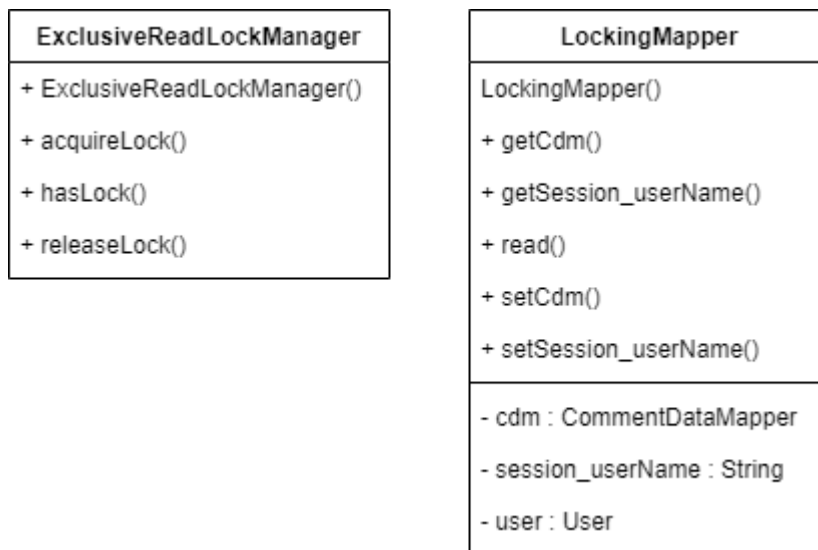 ExclusiveReadLockManager
+ ExclusiveReadLockManager()
+ acquireLock()
+ hasLock()
+ releaseLock()
LockingMapper
LockingMapper()
+ getCdm()
+ getSession_userName()
+ read()
+ setCdm()
+ setSession_userName()
- cdm : CommentDataMapper
- session_userName : String
- user : User